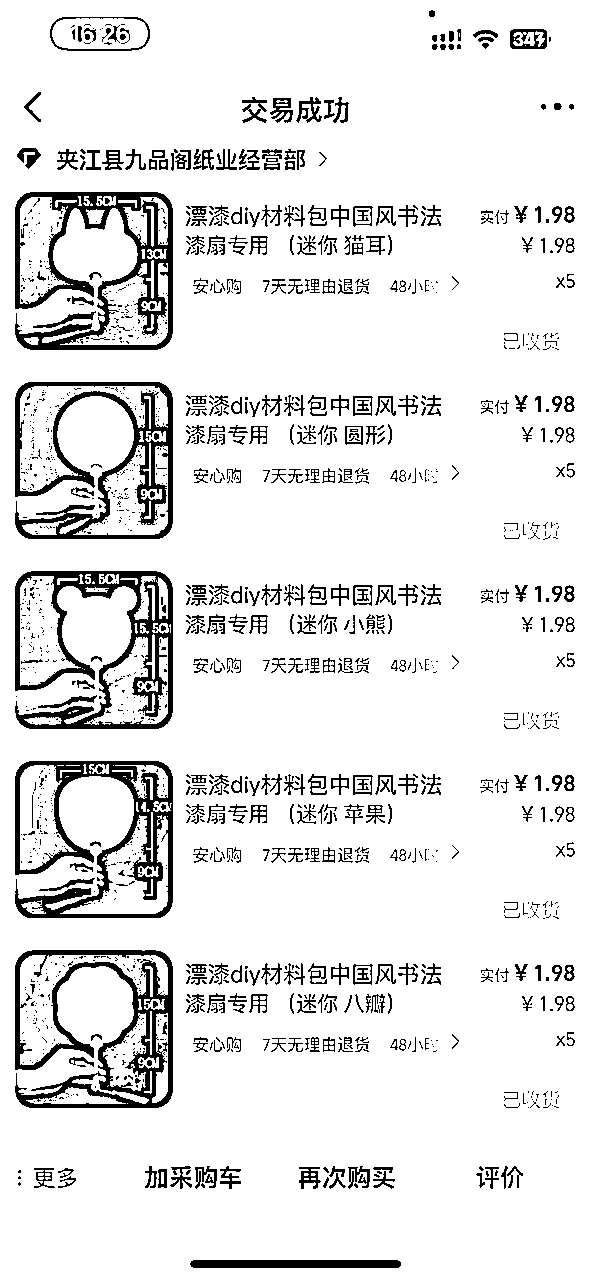 16:26
347
交易成功
夹江县九品阁纸业经营部
15.5CM
13CM
9CM
漂漆diy材料包中国风书法
漆扇专用 （迷你 猫耳）
实付￥1.98
￥1.98
安心购 7天无理由退货 48小时
x5
已收货
15CM
9CM
漂漆diy材料包中国风书法
漆扇专用 （迷你 圆形）
实付￥1.98
￥1.98
安心购 7天无理由退货 48小时
x5
已收货
15.5CM
15.5CM
9CM
漂漆diy材料包中国风书法
漆扇专用 （迷你 小熊）
实付￥1.98
￥1.98
安心购 7天无理由退货 48小时
x5
已收货
15CM
14.5CM
9CM
漂漆diy材料包中国风书法
漆扇专用 （迷你 苹果）
实付￥1.98
￥1.98
安心购 7天无理由退货 48小时
x5
已收货
15CM
9CM
漂漆diy材料包中国风书法
漆扇专用 （迷你 八瓣）
实付￥1.98
￥1.98
安心购 7天无理由退货 48小时
x5
已收货
更多
加采购车
再次购买
评价